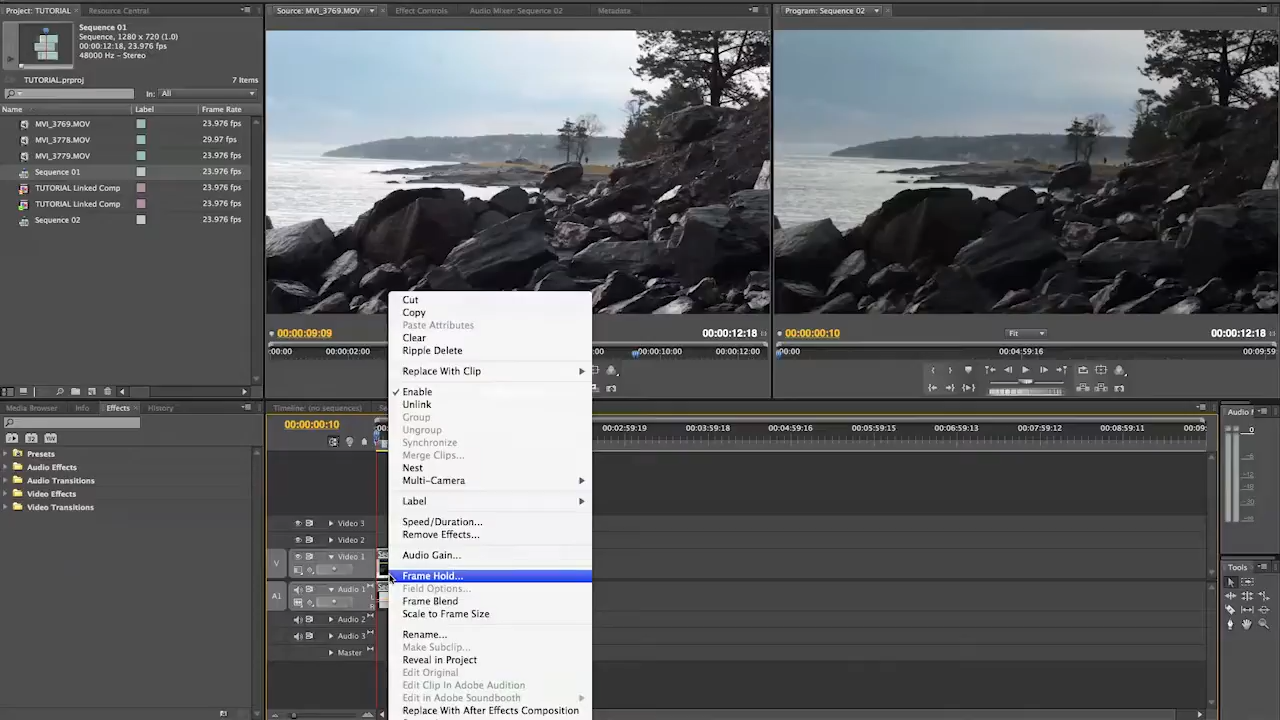 Project: TUTORIAL
Resource Central
Sequence 01
Sequence, 1280 x 720 (1.0)
00:00:12:18, 23.976 fps
48000 Hz - Stereo
TUTORIAL.prproj
7 Items
In: All
Name
Label
Frame Rate
MVI_3769.MOV
23.976 fps
MVI_3778.MOV
29.97 fps
MVI_3779.MOV
23.976 fps
Sequence 01
23.976 fps
TUTORIAL Linked Comp
23.976 fps
TUTORIAL Linked Comp
23.976 fps
Sequence 02
23.976 fps
Source: MVI_3769.MOV
Effect Controls
Audio Mixer: Sequence 02
Metadata
00:00:09:09
00:00:12:18
:00:00
00:00:02:00
00:00:10:00
00:00:12:00
Program: Sequence 02
00:00:00:10
Fit
00:00:12:18
00:00
00:04:59:16
00:09:59
Cut
Copy
Paste Attributes
Clear
Ripple Delete
Replace With Clip
Enable
Unlink
Group
Ungroup
Synchronize
Merge Clips...
Nest
Multi-Camera
Label
Speed/Duration...
Remove Effects...
Audio Gain...
Frame Hold...
Field Options...
Frame Blend
Scale to Frame Size
Rename...
Make Subclip...
Reveal in Project
Edit Original
Edit Clip In Adobe Audition
Edit in Adobe Soundbooth
Replace With After Effects Composition
Media Browser
Info
Effects
History
Presets
Audio Effects
Audio Transitions
Video Effects
Video Transitions
Timeline: (no sequences)
00:00:00:10
00:02:59:19
00:03:59:18
00:04:59:16
00:05:59:15
00:06:59:13
00:07:59:12
00:08:59:11
00:09:
Video 3
Video 2
V
Video 1
A1
Audio 1
Audio 2
Audio 3
Master
Audio
0
Tools